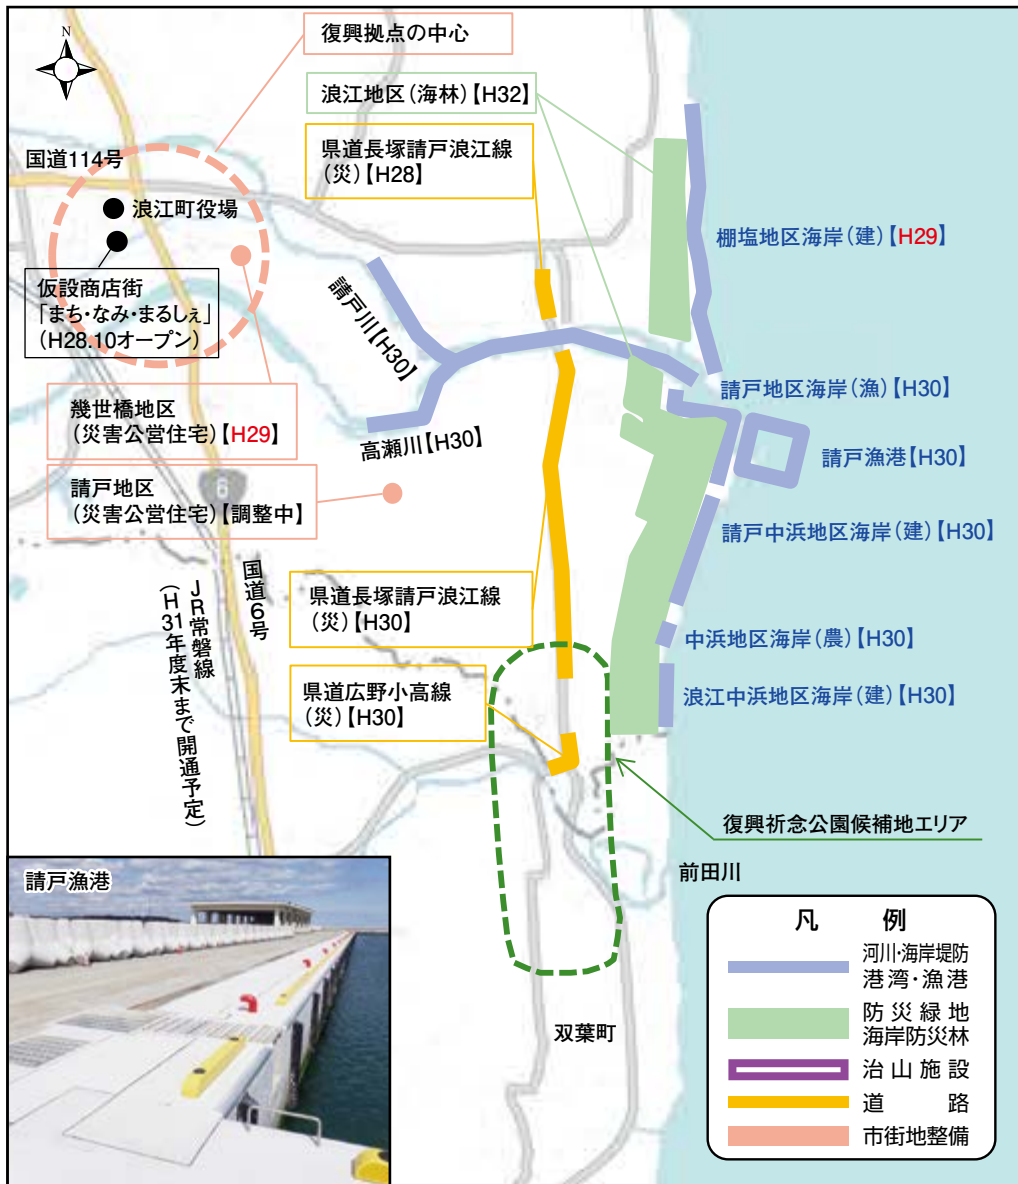 N
復興拠点の中心
浪江地区(海林)【H32】
県道長塚請戸浪江線
(災)【H28】
国道114号
浪江町役場
棚塩地区海岸(建)【H29】
仮設商店街
「まち・なみ・まるしぇ」
(H28.10オープン)
請戸川【H30】
請戸地区海岸(漁)【H30】
幾世橋地区
(災害公営住宅)【H29】
高瀬川【H30】
請戸漁港【H30】
請戸地区
(災害公営住宅)【調整中】
6
請戸中浜地区海岸(建)【H30】
国道6号
JR常磐線
(H31年度末まで開通予定)
県道長塚請戸浪江線
(災)【H30】
中浜地区海岸(農)【H30】
県道広野小高線
(災)【H30】
浪江中浜地区海岸(建)【H30】
復興祈念公園候補地エリア
前田川
請戸漁港
双葉町
凡 例
河川・海岸堤防
港湾・漁港
防災緑地
海岸防災林
治山施設
道 路
市街地整備